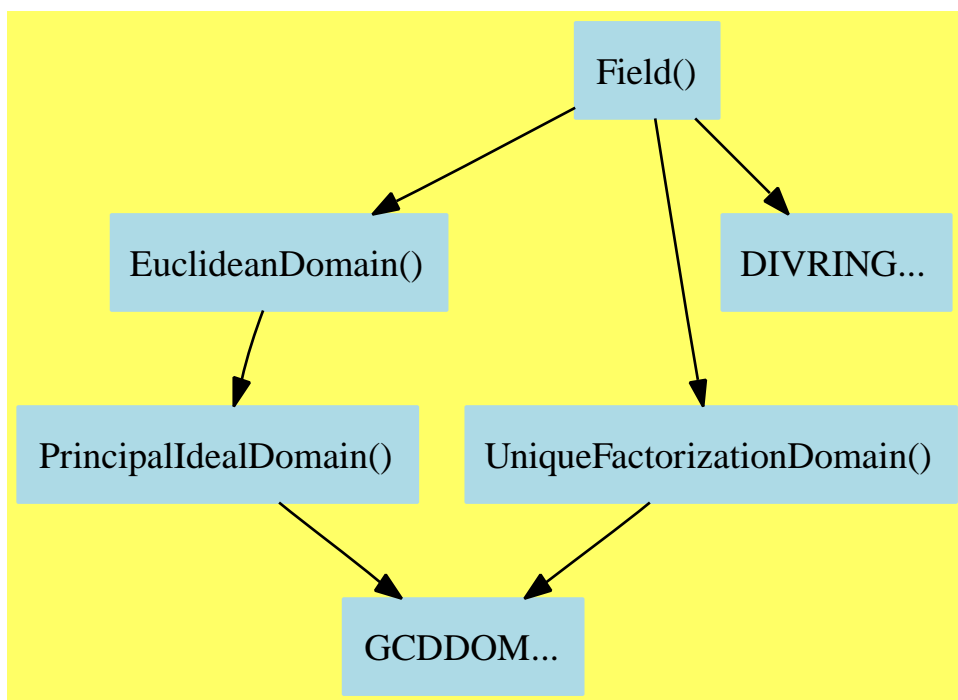 Field()
EuclideanDomain()
DIVRING...
PrincipalIdealDomain()
UniqueFactorizationDomain()
GCDDOM...